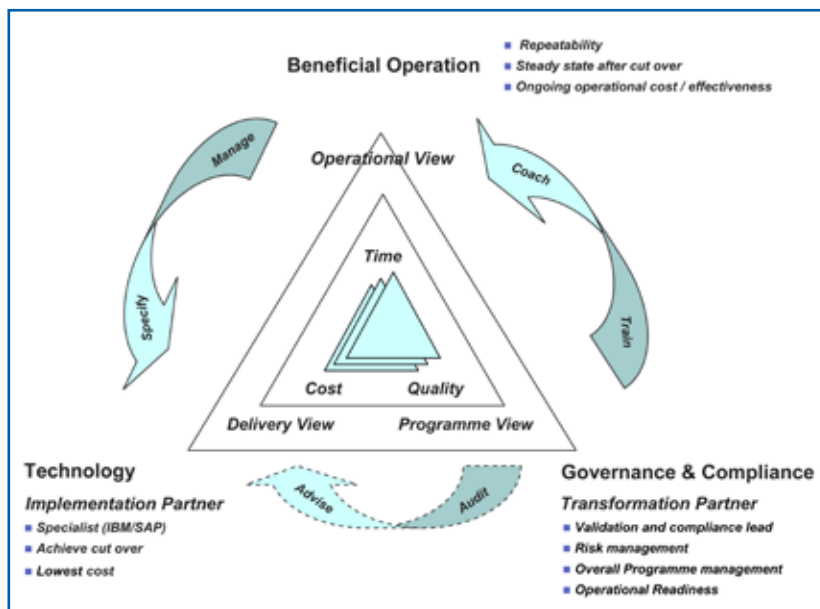 Beneficial Operation
Repeatability
Steady state after cut over
Ongoing operational cost / effectiveness
Manage
Operational View
Coach
Time
Specify
Train
Cost
Quality
Delivery View
Programme View
Technology
Advise
Audit
Governance & Compliance
Implementation Partner
Transformation Partner
Specialist (IBM/SAP)
Achieve cut over
Lowest cost
Validation and compliance lead
Risk management
Overall Programme management
Operational Readiness